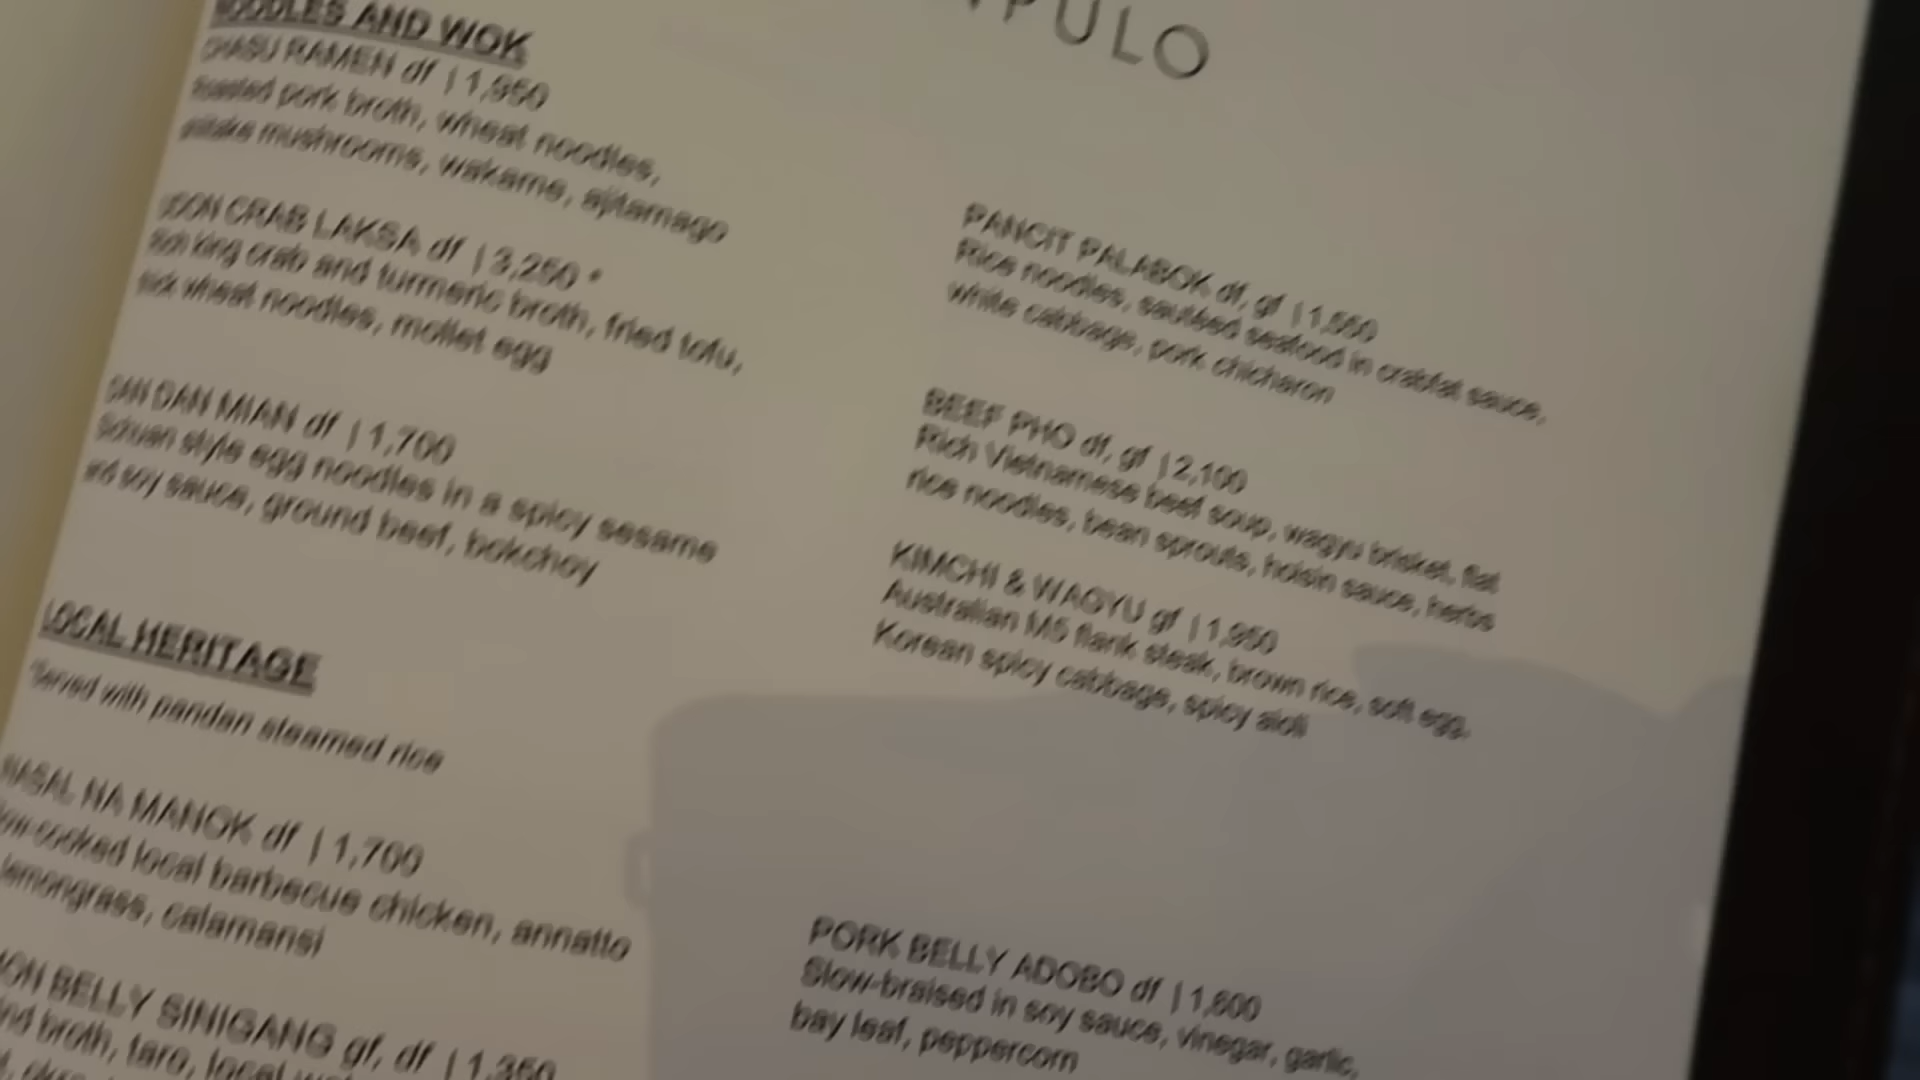 PULO
NOODLES AND WOK
CHASU RAMEN df | 1,950
pork broth, wheat noodles,
mushrooms, wakame, ajitamago
CRAB LAKSA df | 3,250 *
king crab and turmeric broth, fried tofu,
wheat noodles, mollet egg
DAN DAN MIAN df | 1,700
style egg noodles in a spicy sesame
and soy sauce, ground beef, bokchoy
LOCAL HERITAGE
*Served with pandan steamed rice
NA MANOK df | 1,700
local barbecue chicken, annatto
lemongrass, calamansi
BELLY SINIGANG gf, df | 1,350
broth, taro, local
PANCIT PALABOK df, gf | 1,550
Rice noodles, sautéed seafood in crabfat sauce,
white cabbage, pork chicharon
BEEF PHO df, gf | 2,100
Rich Vietnamese beef soup, wagyu brisket, flat
rice noodles, bean sprouts, hoisin sauce, herbs
KIMCHI & WAGYU gf | 1,950
Australian M5 flank steak, brown rice, soft egg,
Korean spicy cabbage, spicy aioli
PORK BELLY ADOBO df | 1,600
Slow-braised in soy sauce, vinegar, garlic,
bay leaf, peppercorn